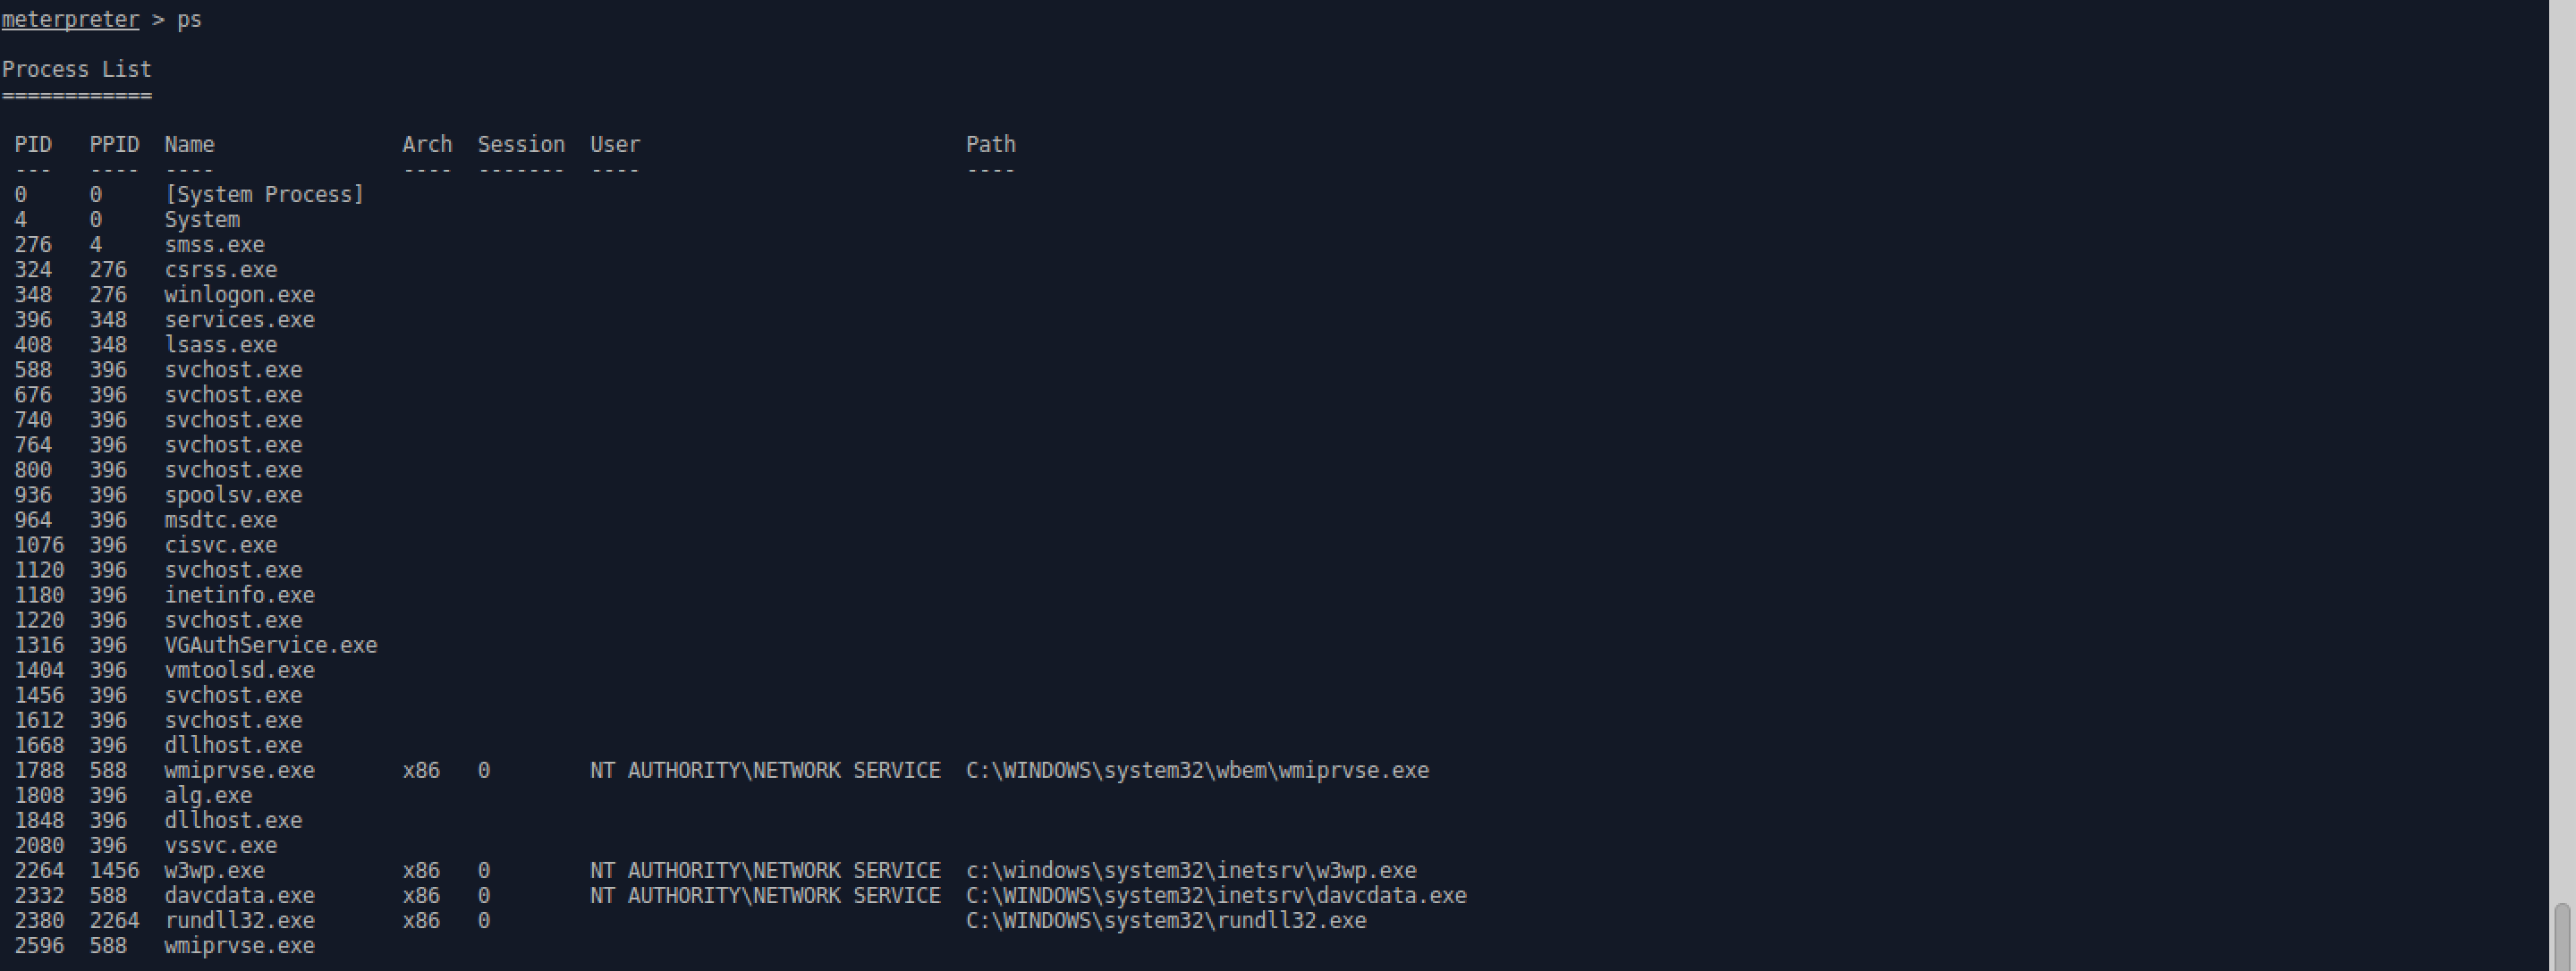 meterpreter > ps
Process List
============
PID PPID Name Arch Session User Path
--- ---- ---- ---- ------- ---- ----
0 0 [System Process]
4 0 System
276 4 smss.exe
324 276 csrss.exe
348 276 winlogon.exe
396 348 services.exe
408 348 lsass.exe
588 396 svchost.exe
676 396 svchost.exe
740 396 svchost.exe
764 396 svchost.exe
800 396 svchost.exe
936 396 spoolsv.exe
964 396 msdtc.exe
1076 396 cisvc.exe
1120 396 svchost.exe
1180 396 inetinfo.exe
1220 396 svchost.exe
1316 396 VGAuthService.exe
1404 396 vmtoolsd.exe
1456 396 svchost.exe
1612 396 svchost.exe
1668 396 dllhost.exe
1788 588 wmiprvse.exe x86 0 NT AUTHORITY\NETWORK SERVICE C:\WINDOWS\system32\wbem\wmiprvse.exe
1808 396 alg.exe
1848 396 dllhost.exe
2080 396 vssvc.exe
2264 1456 w3wp.exe x86 0 NT AUTHORITY\NETWORK SERVICE c:\windows\system32\inetsrv\w3wp.exe
2332 588 davcdata.exe x86 0 NT AUTHORITY\NETWORK SERVICE C:\WINDOWS\system32\inetsrv\davcdata.exe
2380 2264 rundll32.exe x86 0 C:\WINDOWS\system32\rundll32.exe
2596 588 wmiprvse.exe